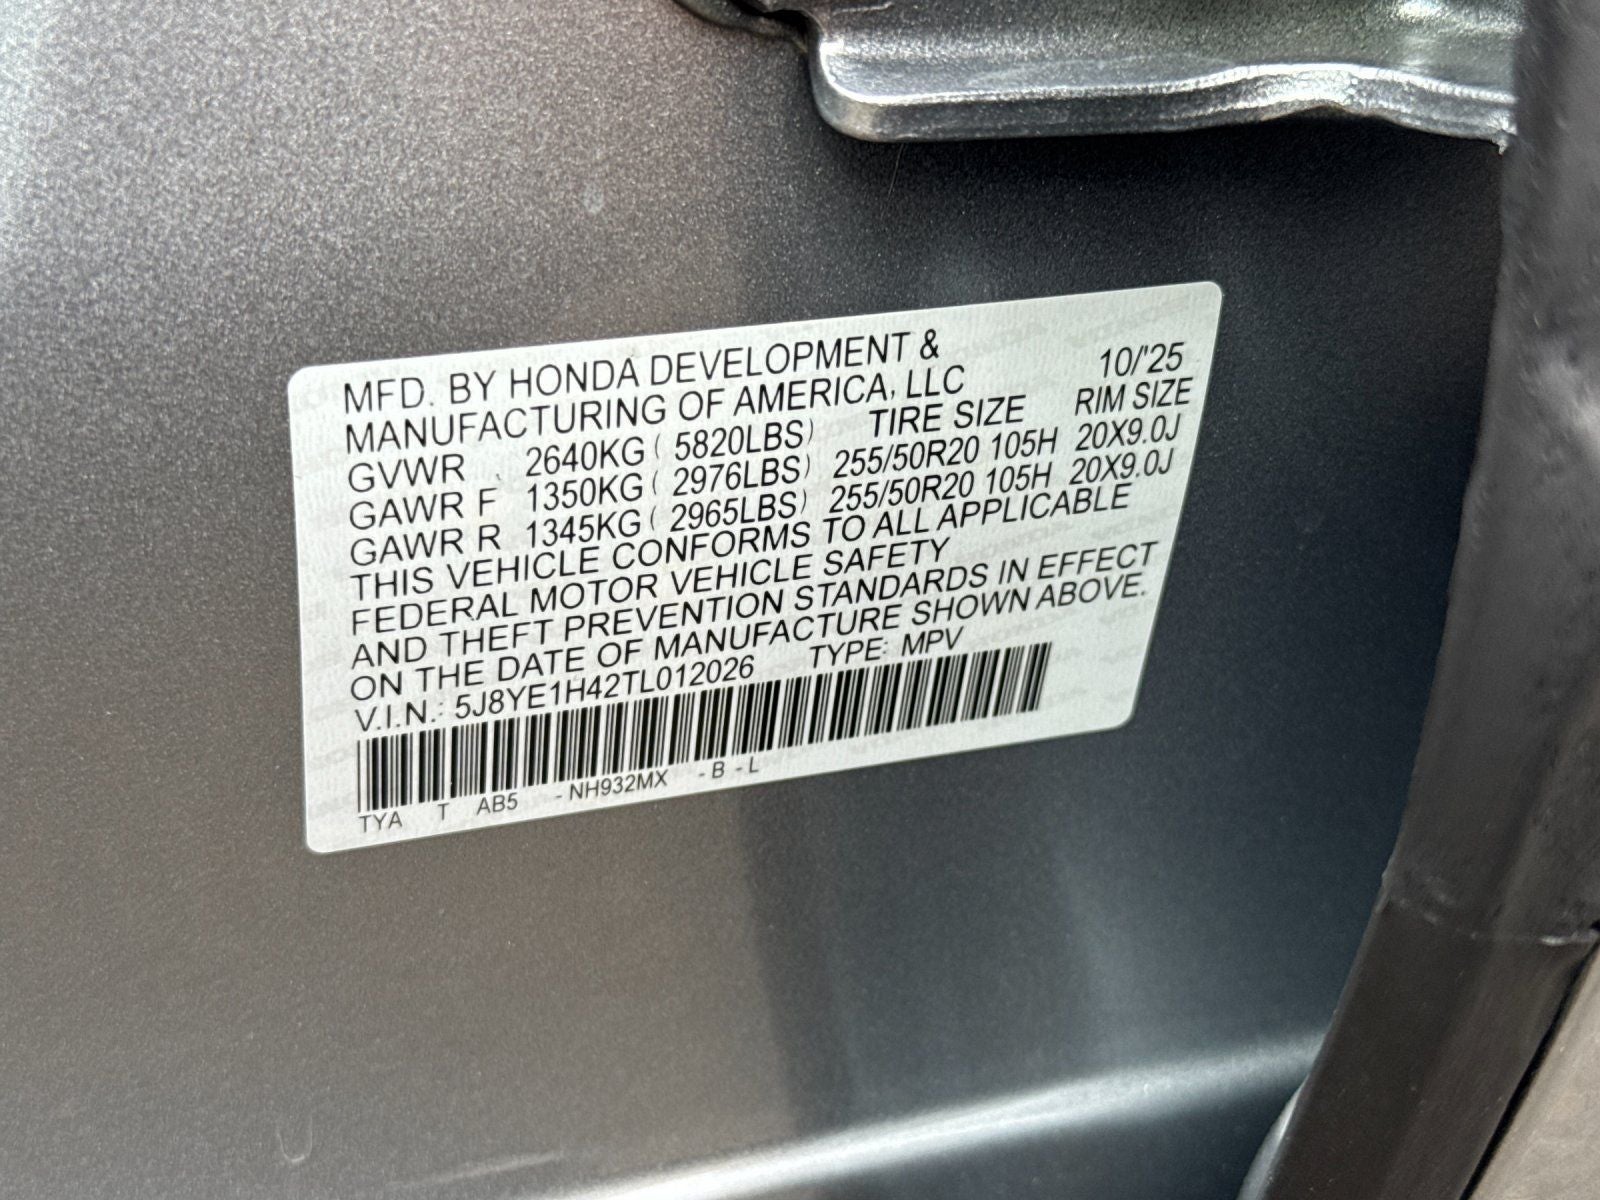 MFD. BY HONDA DEVELOPMENT &
MANUFACTURING OF AMERICA, LLC 10/'25
GVWR 2640KG ( 5820LBS) TIRE SIZE RIM SIZE
GAWR F 1350KG ( 2976LBS) 255/50R20 105H 20X9.0J
GAWR R 1345KG ( 2965LBS) 255/50R20 105H 20X9.0J
THIS VEHICLE CONFORMS TO ALL APPLICABLE
FEDERAL MOTOR VEHICLE SAFETY
AND THEFT PREVENTION STANDARDS IN EFFECT
ON THE DATE OF MANUFACTURE SHOWN ABOVE.
V.I.N.: 5J8YE1H42TL012026 TYPE: MPV
TYA T AB5 - NH932MX - B - L